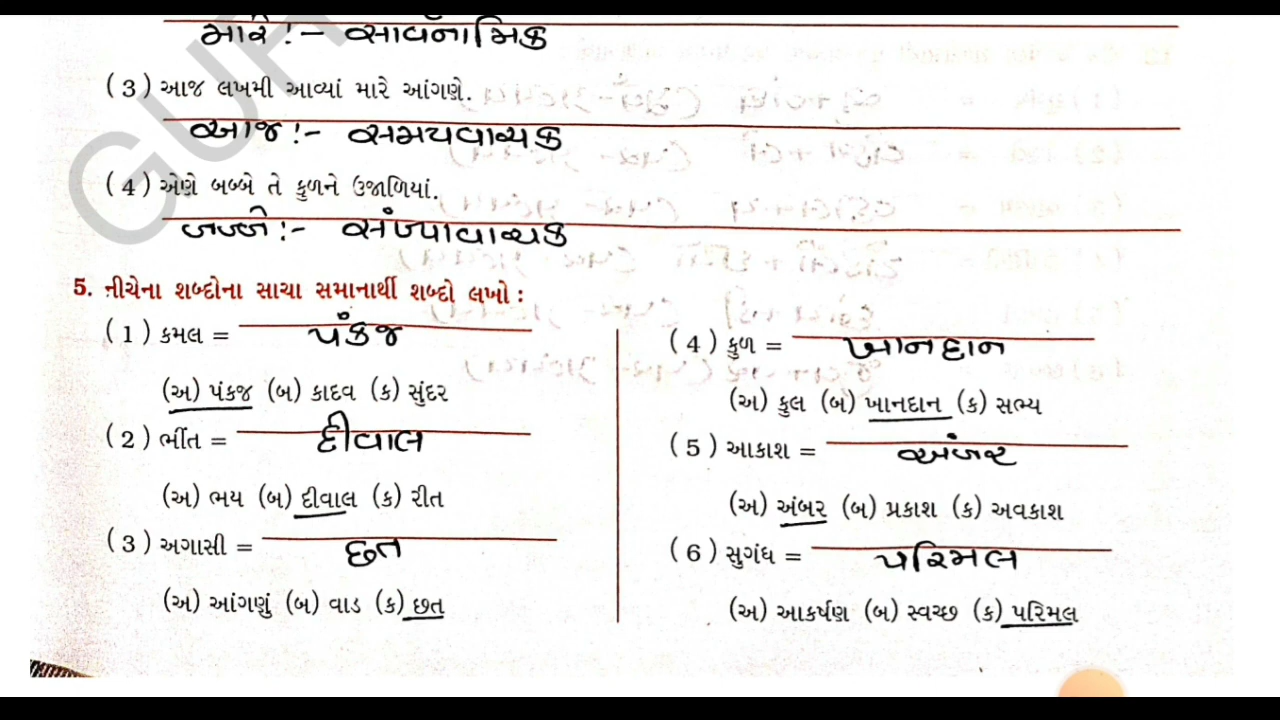 GUR
મારે :- સાર્વનામિક
(3) આજ લખમી આવ્યાં મારે આંગણે.
આજ :- સમયવાચક
(4) એણે બબ્બે તે કુળને ઉજાળિયાં.
બબ્બે :- સંખ્યાવાચક
5. નીચેના શબ્દોના સાચા સમાનાર્થી શબ્દો લખો :
(1) કમલ = પંકજ
(અ) પંકજ (બ) કાદવ (ક) સુંદર
(2) ભીંત = દીવાલ
(અ) ભય (બ) દીવાલ (ક) રીત
(3) અગાસી = છત
(અ) આંગણું (બ) વાડ (ક) છત
(4) કુળ = ખાનદાન
(અ) કુલ (બ) ખાનદાન (ક) સભ્ય
(5) આકાશ = અંબર
(અ) અંબર (બ) પ્રકાશ (ક) અવકાશ
(6) સુગંધ = પરિમલ
(અ) આકર્ષણ (બ) સ્વચ્છ (ક) પરિમલ